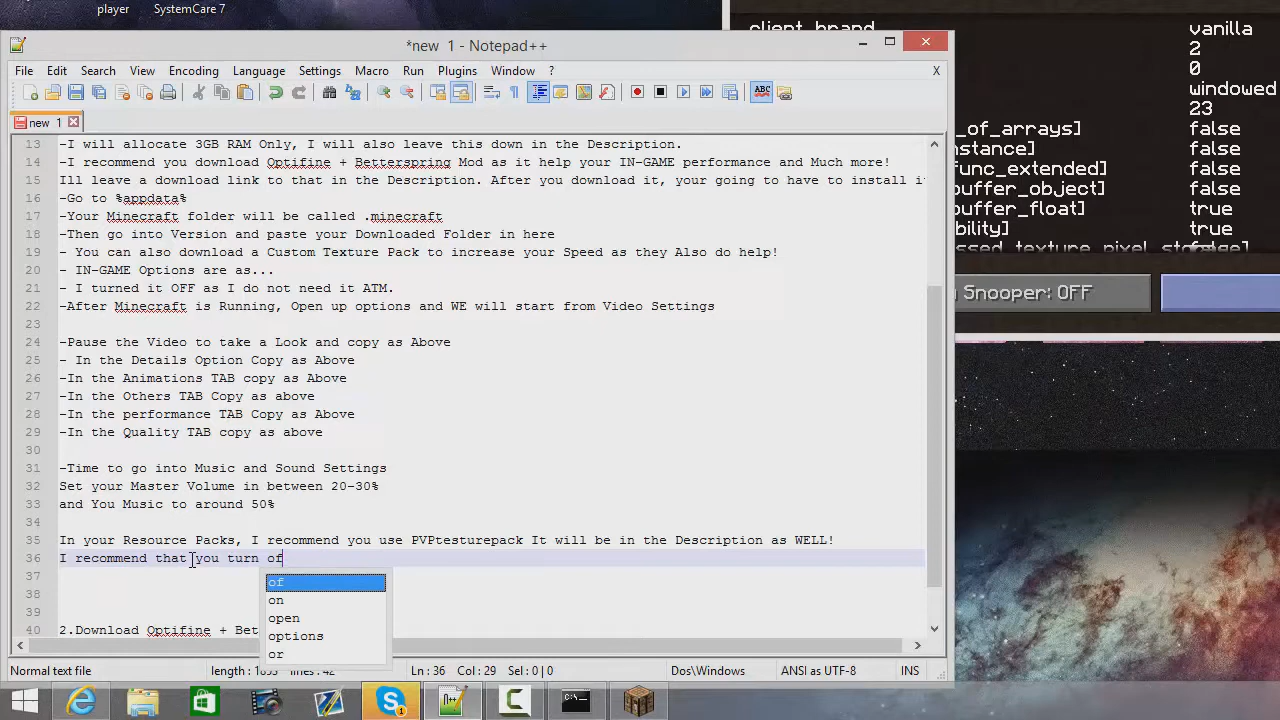 player
SystemCare 7
client_brand
vanilla
2
0
windowed
23
_of_arrays] false
nstance] false
func_extended] false
buffer_object] false
buffer_float] true
bility] true
Snooper: OFF
*new 1 - Notepad++
File Edit Search View Encoding Language Settings Macro Run Plugins Window ? X
ABC
new 1
13 -I will allocate 3GB RAM Only, I will also leave this down in the Description.
14 -I recommend you download Optifine + Betterspring Mod as it help your IN-GAME performance and Much more!
15 Ill leave a download link to that in the Description. After you download it, your going to have to install i
16 -Go to %appdata%
17 -Your Minecraft folder will be called .minecraft
18 -Then go into Version and paste your Downloaded Folder in here
19 - You can also download a Custom Texture Pack to increase your Speed as they Also do help!
20 - IN-GAME Options are as...
21 - I turned it OFF as I do not need it ATM.
22 -After Minecraft is Running, Open up options and WE will start from Video Settings
23
24 -Pause the Video to take a Look and copy as Above
25 - In the Details Option Copy as Above
26 -In the Animations TAB copy as Above
27 -In the Others TAB Copy as above
28 -In the performance TAB Copy as Above
29 -In the Quality TAB copy as above
30
31 -Time to go into Music and Sound Settings
32 Set your Master Volume in between 20-30%
33 and You Music to around 50%
34
35 In your Resource Packs, I recommend you use PVPtesturepack It will be in the Description as WELL!
36 I recommend that you turn of
37
38
39
40 2.Download Optifine + Bet
of
on
open
options
or
Normal text file
Ln : 36 Col : 29 Sel : 0 | 0
Dos\Windows
ANSI as UTF-8
INS